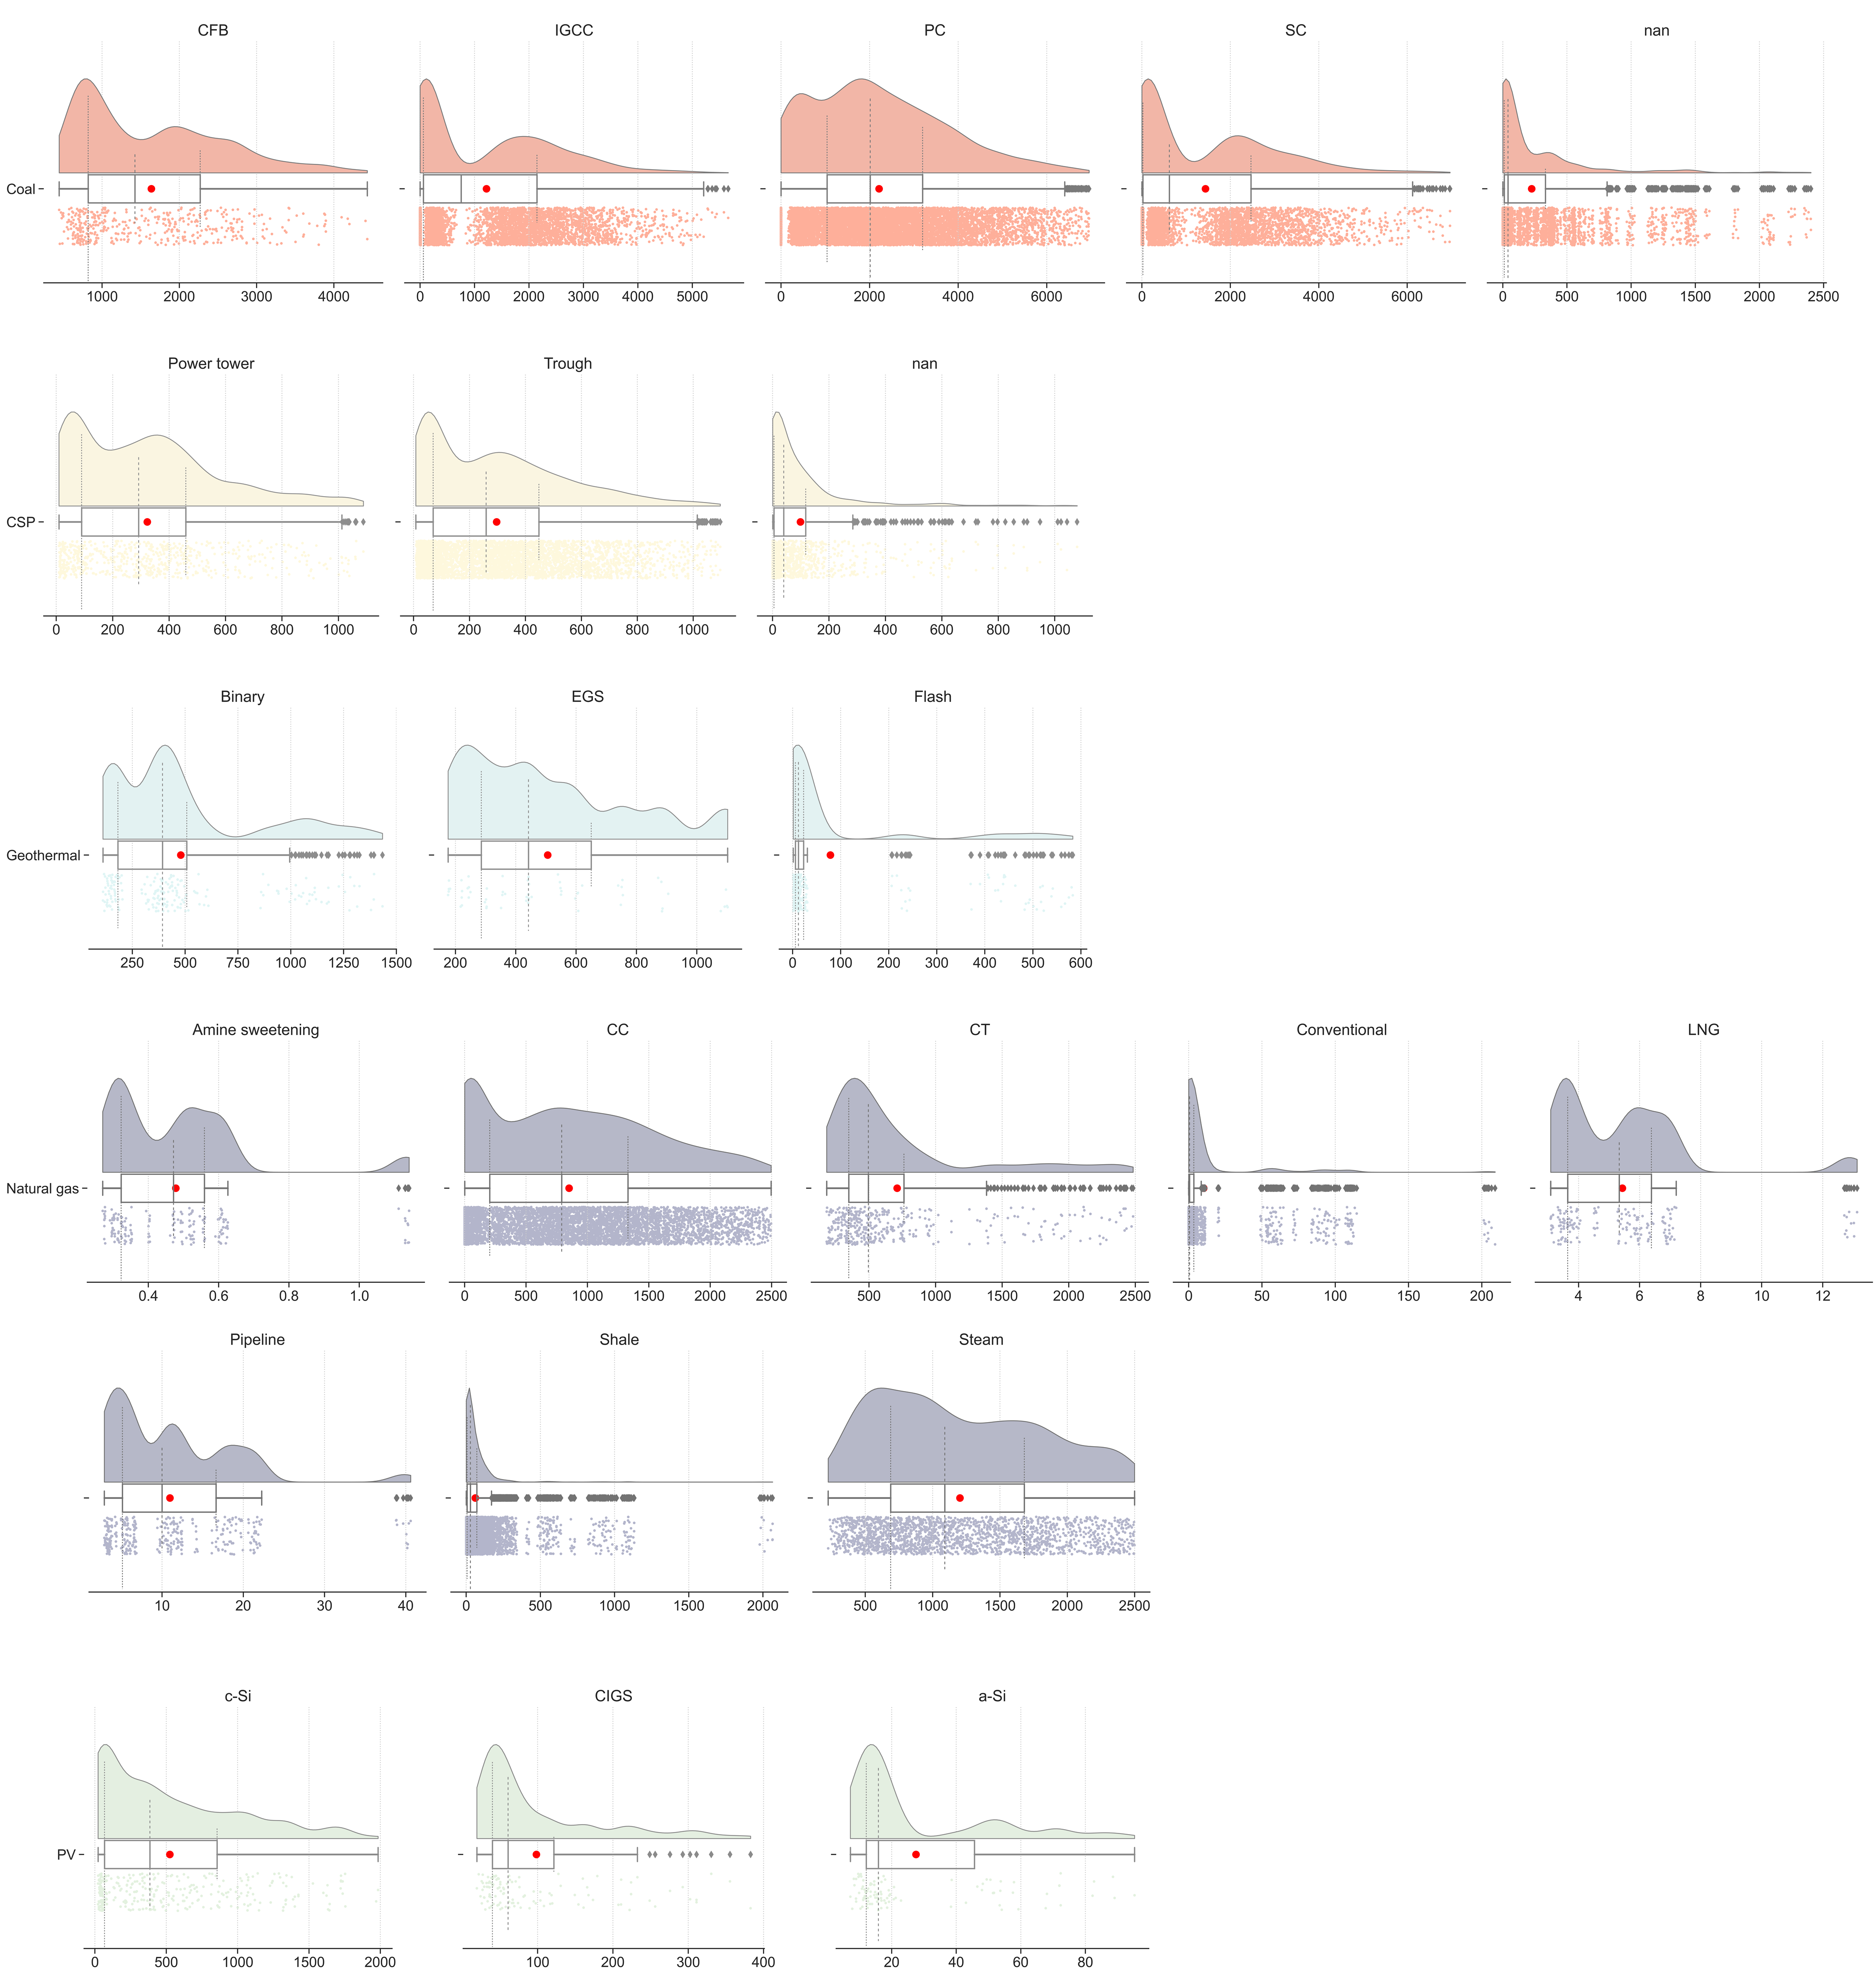 CFB IGCC PC SC nan
Coal
1000 2000 3000 4000 0 1000 2000 3000 4000 5000 0 2000 4000 6000 0 2000 4000 6000 0 500 1000 1500 2000 2500
Power tower Trough nan
CSP
0 200 400 600 800 1000 0 200 400 600 800 1000 0 200 400 600 800 1000
Binary EGS Flash
Geothermal
250 500 750 1000 1250 1500 200 400 600 800 1000 0 100 200 300 400 500 600
Amine sweetening CC CT Conventional LNG
Natural gas
0.4 0.6 0.8 1.0 0 500 1000 1500 2000 2500 500 1000 1500 2000 2500 0 50 100 150 200 4 6 8 10 12
Pipeline Shale Steam
10 20 30 40 0 500 1000 1500 2000 500 1000 1500 2000 2500
c-Si CIGS a-Si
PV
0 500 1000 1500 2000 100 200 300 400 20 40 60 80